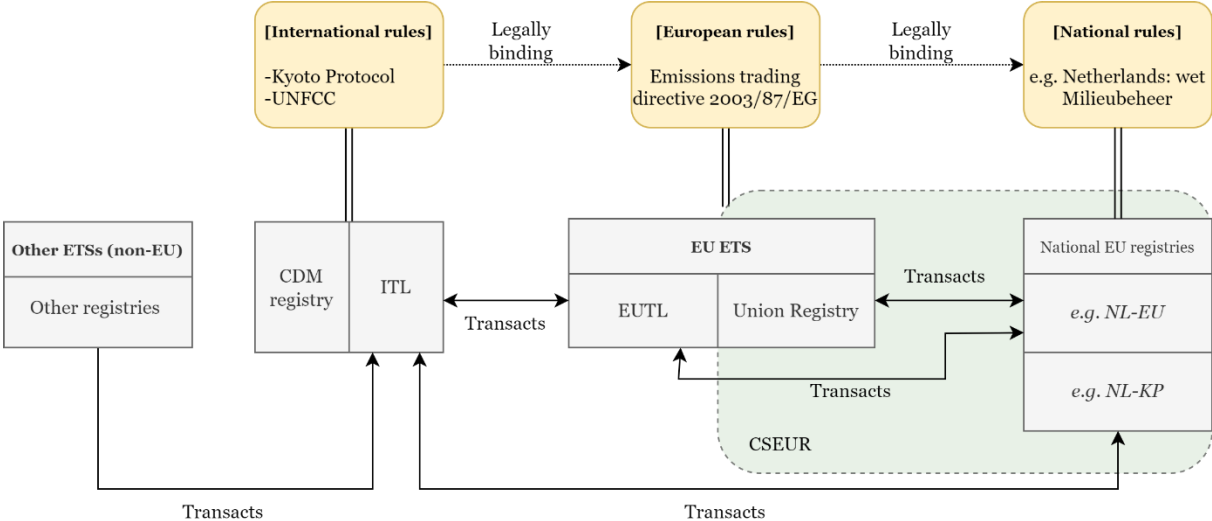 [International rules]
-Kyoto Protocol
-UNFCC
Legally
binding
[European rules]
Emissions trading
directive 2003/87/EG
Legally
binding
[National rules]
e.g. Netherlands: wet
Milieubeheer
Other ETSs (non-EU)
Other registries
CDM
registry
ITL
Transacts
EU ETS
EUTL
Union Registry
Transacts
Transacts
National EU registries
e.g. NL-EU
e.g. NL-KP
CSEUR
Transacts
Transacts